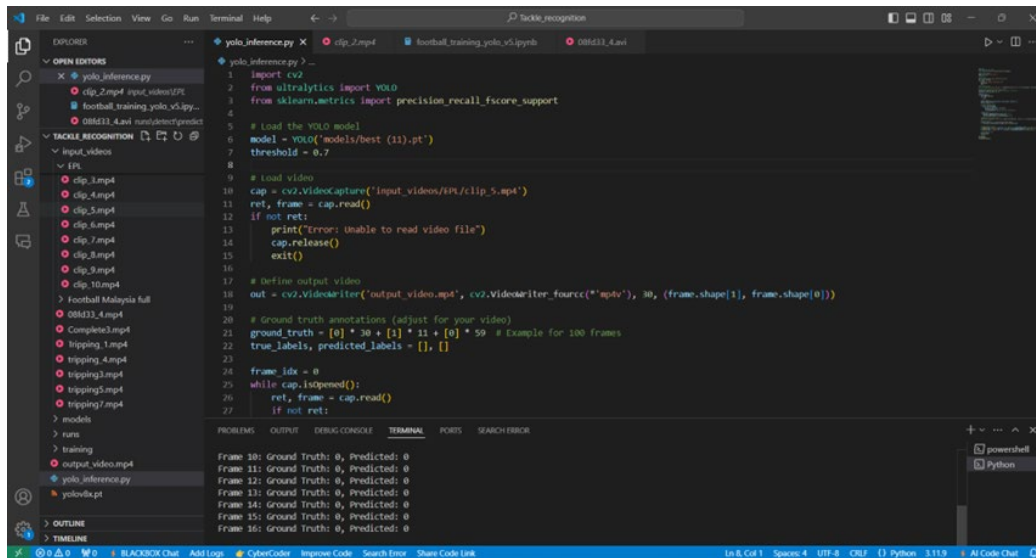 File Edit Selection View Go Run Terminal Help
Tackle_recognition
EXPLORER
OPEN EDITORS
yolo_inference.py
clip_2.mp4 input_videos\EPL
football_training_yolo_v5.ipy...
08fd33_4.avi runs\detect\predict
TACKLE_RECOGNITION
input_videos
EPL
clip_3.mp4
clip_4.mp4
clip_5.mp4
clip_6.mp4
clip_7.mp4
clip_8.mp4
clip_9.mp4
clip_10.mp4
Football Malaysia full
08fd33_4.mp4
Complete3.mp4
Tripping_1.mp4
tripping_4.mp4
tripping3.mp4
tripping5.mp4
tripping7.mp4
models
runs
training
output_video.mp4
yolo_inference.py
yolov8x.pt
OUTLINE
TIMELINE
yolo_inference.py clip_2.mp4 football_training_yolo_v5.ipynb 08fd33_4.avi
yolo_inference.py > ...
1 import cv2
2 from ultralytics import YOLO
3 from sklearn.metrics import precision_recall_fscore_support
4
5 # Load the YOLO model
6 model = YOLO('models/best (11).pt')
7 threshold = 0.7
8
9 # Load video
10 cap = cv2.VideoCapture('input_videos/EPL/clip_5.mp4')
11 ret, frame = cap.read()
12 if not ret:
13 print("Error: Unable to read video file")
14 cap.release()
15 exit()
16
17 # Define output video
18 out = cv2.VideoWriter('output_video.mp4', cv2.VideoWriter_fourcc(*'mp4v'), 30, (frame.shape[1], frame.shape[0]))
19
20 # Ground truth annotations (adjust for your video)
21 ground_truth = [0] * 30 + [1] * 11 + [0] * 59 # Example for 100 frames
22 true_labels, predicted_labels = [], []
23
24 frame_idx = 0
25 while cap.isOpened():
26 ret, frame = cap.read()
27 if not ret:
PROBLEMS OUTPUT DEBUG CONSOLE TERMINAL PORTS SEARCH ERROR
Frame 10: Ground Truth: 0, Predicted: 0
Frame 11: Ground Truth: 0, Predicted: 0
Frame 12: Ground Truth: 0, Predicted: 0
Frame 13: Ground Truth: 0, Predicted: 0
Frame 14: Ground Truth: 0, Predicted: 0
Frame 15: Ground Truth: 0, Predicted: 0
Frame 16: Ground Truth: 0, Predicted: 0
powershell
Python
0 0 0 BLACKBOX Chat Add Logs CyberCoder Improve Code Search Error Share Code Link Ln 8, Col 1 Spaces: 4 UTF-8 CRLF {} Python 3.11.9 AI Code Chat